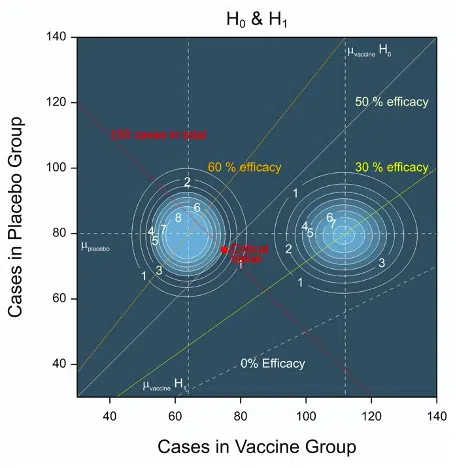 H₀ & H₁
140
μvaccine H₀
50 % efficacy
120
150 cases in total
100
60 % efficacy
30 % efficacy
2
1
6
8
4 7
5
6
7
4
5
80
μplacebo
Critical
Value
2
3
1
1
3
1
60
40
0% Efficacy
μvaccine H₁
40 60 80 100 120 140
Cases in Vaccine Group
Cases in Placebo Group